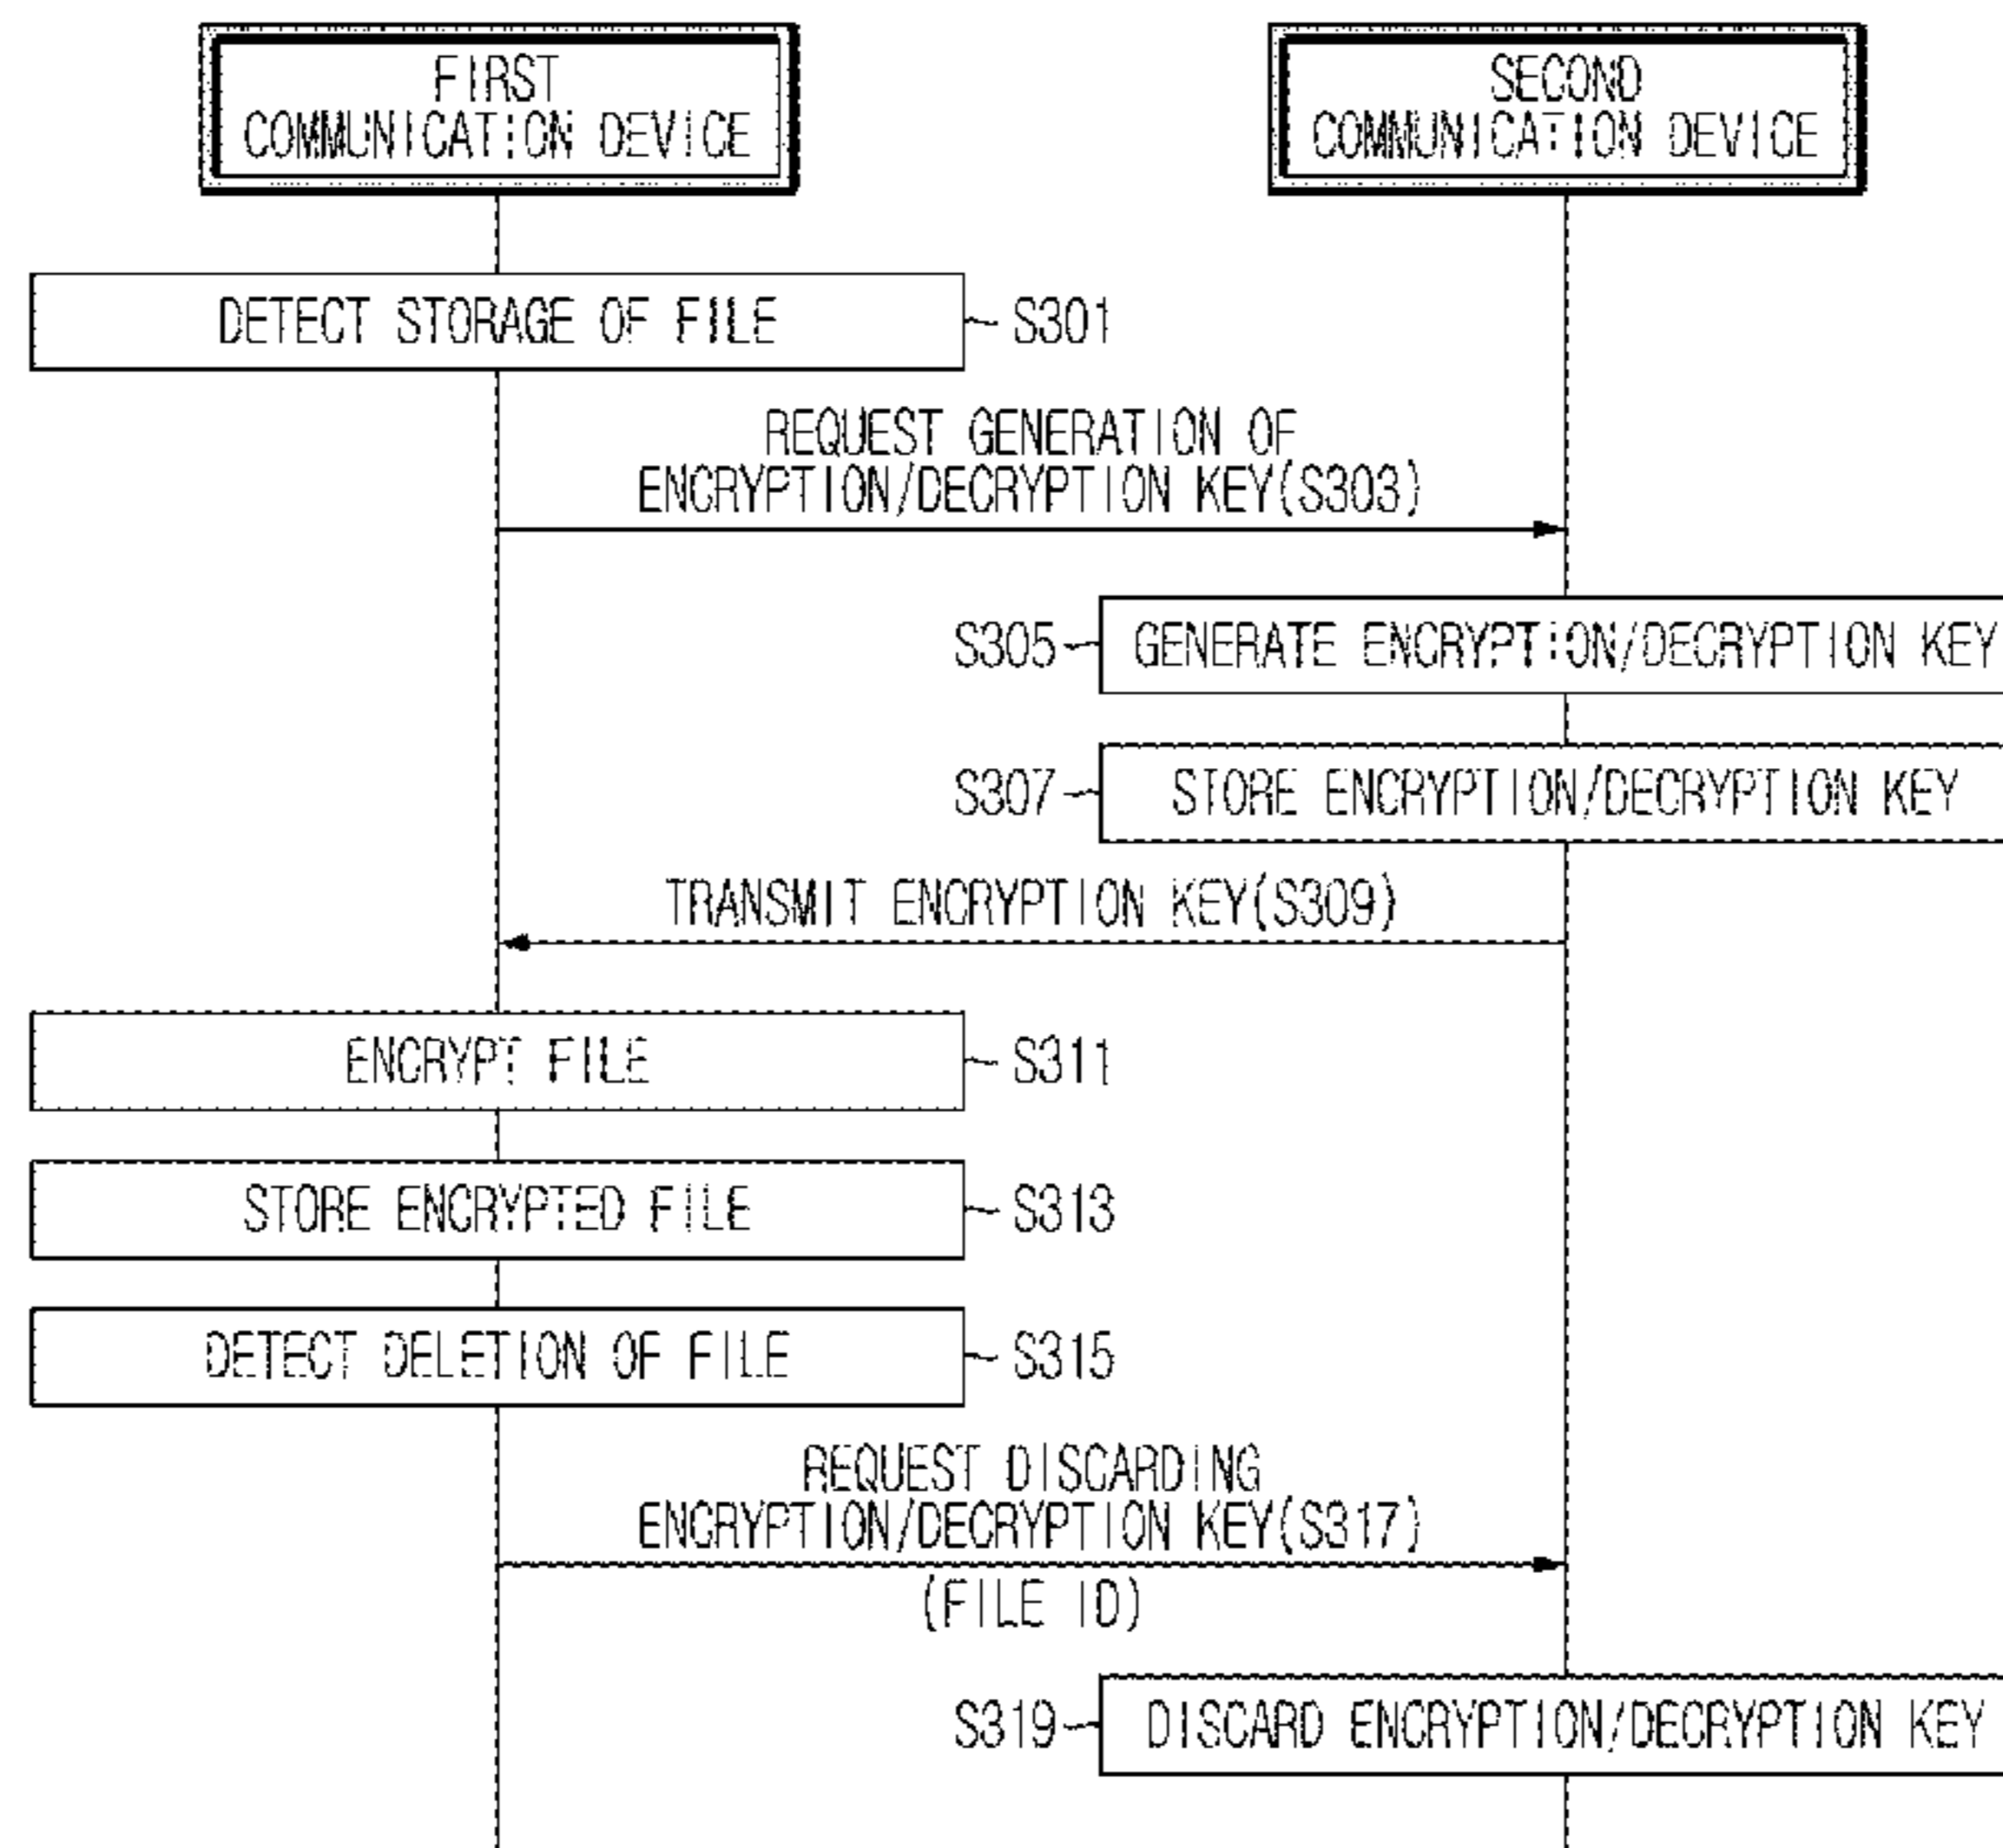 FIRST
COMMUNICATION DEVICE
SECOND
COMMUNICATION DEVICE
DETECT STORAGE OF FILE
S301
REQUEST GENERATION OF
ENCRYPTION/DECRYPTION KEY(S303)
S305
GENERATE ENCRYPTION/DECRYPTION KEY
S307
STORE ENCRYPTION/DECRYPTION KEY
TRANSMIT ENCRYPTION KEY(S309)
ENCRYPT FILE
S311
STORE ENCRYPTED FILE
S313
DETECT DELETION OF FILE
S315
REQUEST DISCARDING
ENCRYPTION/DECRYPTION KEY(S317)
(FILE ID)
S319
DISCARD ENCRYPTION/DECRYPTION KEY